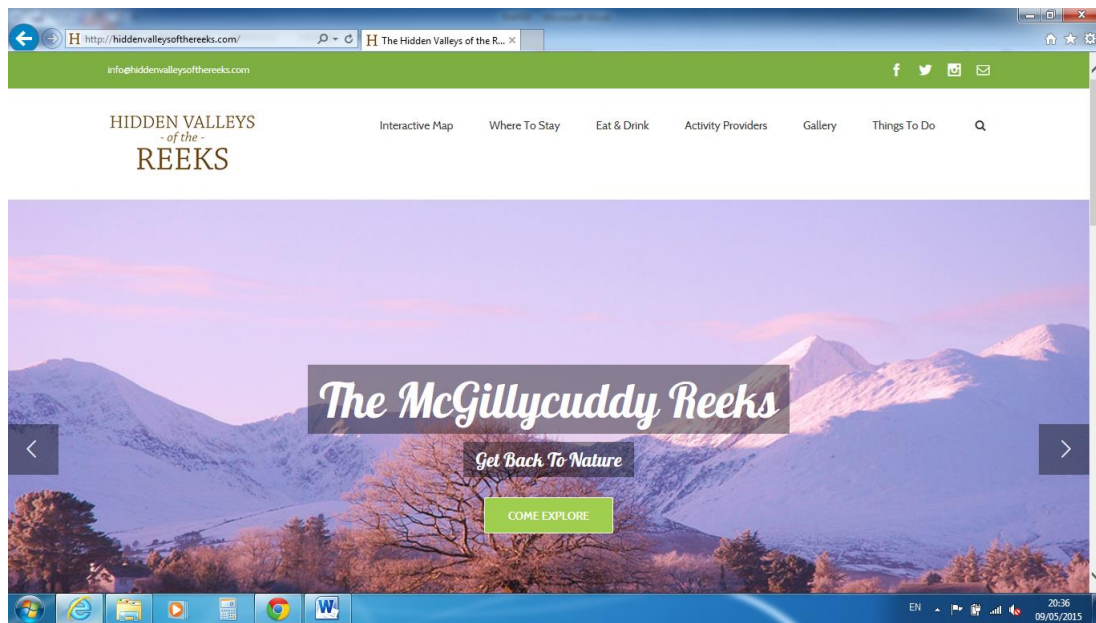 http://hiddenvalleysofthereeks.com/
H The Hidden Valleys of the R...
info@hiddenvalleysofthereeks.com
HIDDEN VALLEYS
- of the -
REEKS
Interactive Map Where To Stay Eat & Drink Activity Providers Gallery Things To Do
The McGillycuddy Reeks
Get Back To Nature
COME EXPLORE
EN
20:36
09/05/2015